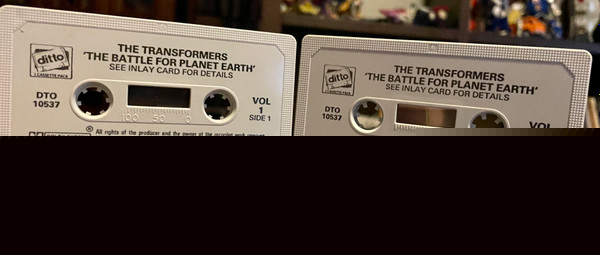 ditto
2 CASSETTE PACK
THE TRANSFORMERS
'THE BATTLE FOR PLANET EARTH'
SEE INLAY CARD FOR DETAILS
DTO
10537
100 50 0
VOL
1
SIDE 1
® All rights of the producer and the owner of the recorded work
ditto
THE TRANSFORMERS
'THE BATTLE FOR PLANET EARTH'
SEE INLAY CARD FOR DETAILS
DTO
10537
VOL